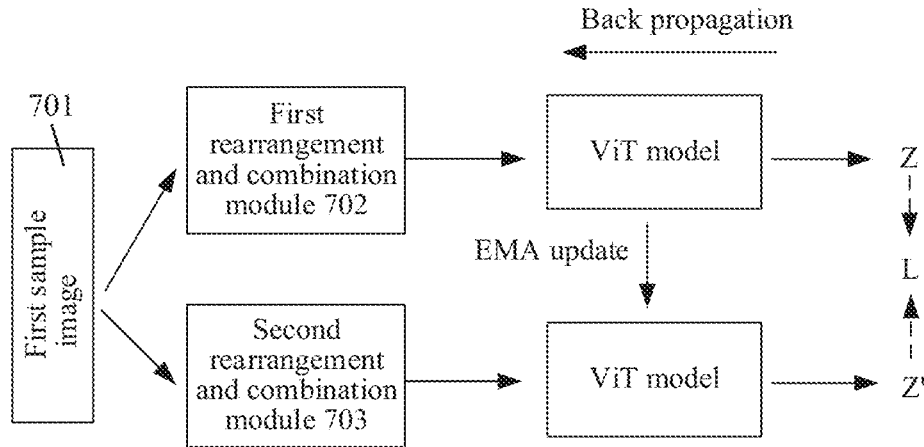 Back propagation
701
First sample
image
First
rearrangement
and combination
module 702
ViT model
Z
EMA update
L
Second
rearrangement
and combination
module 703
ViT model
Z'